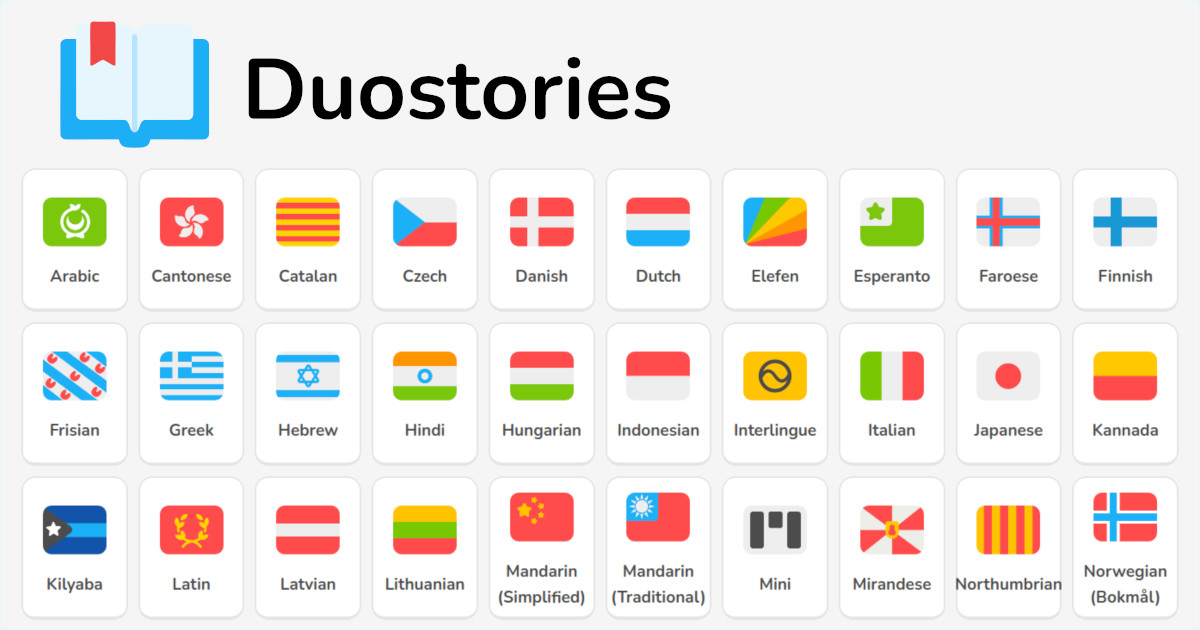 Duostories
Arabic
Cantonese
Catalan
Czech
Danish
Dutch
Elefen
Esperanto
Faroese
Finnish
Frisian
Greek
Hebrew
Hindi
Hungarian
Indonesian
Interlingue
Italian
Japanese
Kannada
Kilyaba
Latin
Latvian
Lithuanian
Mandarin
(Simplified)
Mandarin
(Traditional)
Mini
Mirandese
Northumbrian
Norwegian
(Bokmål)